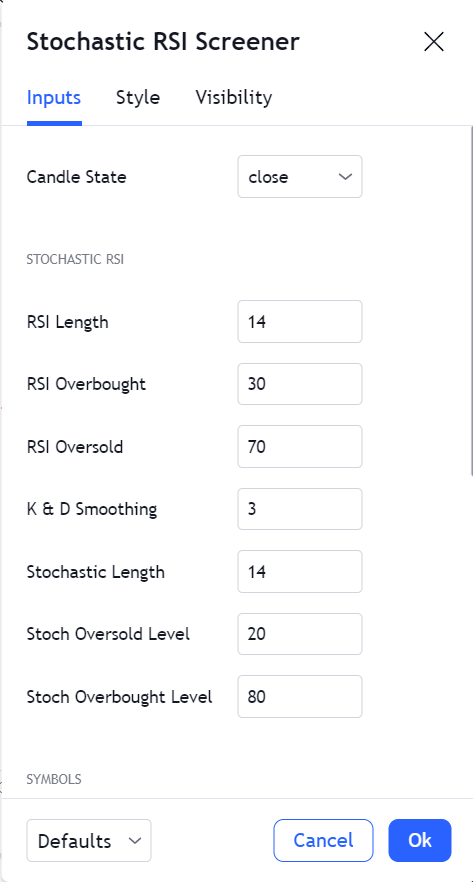 Stochastic RSI Screener
Inputs Style Visibility
Candle State close
STOCHASTIC RSI
RSI Length 14
RSI Overbought 30
RSI Oversold 70
K & D Smoothing 3
Stochastic Length 14
Stoch Oversold Level 20
Stoch Overbought Level 80
SYMBOLS
Defaults Cancel Ok